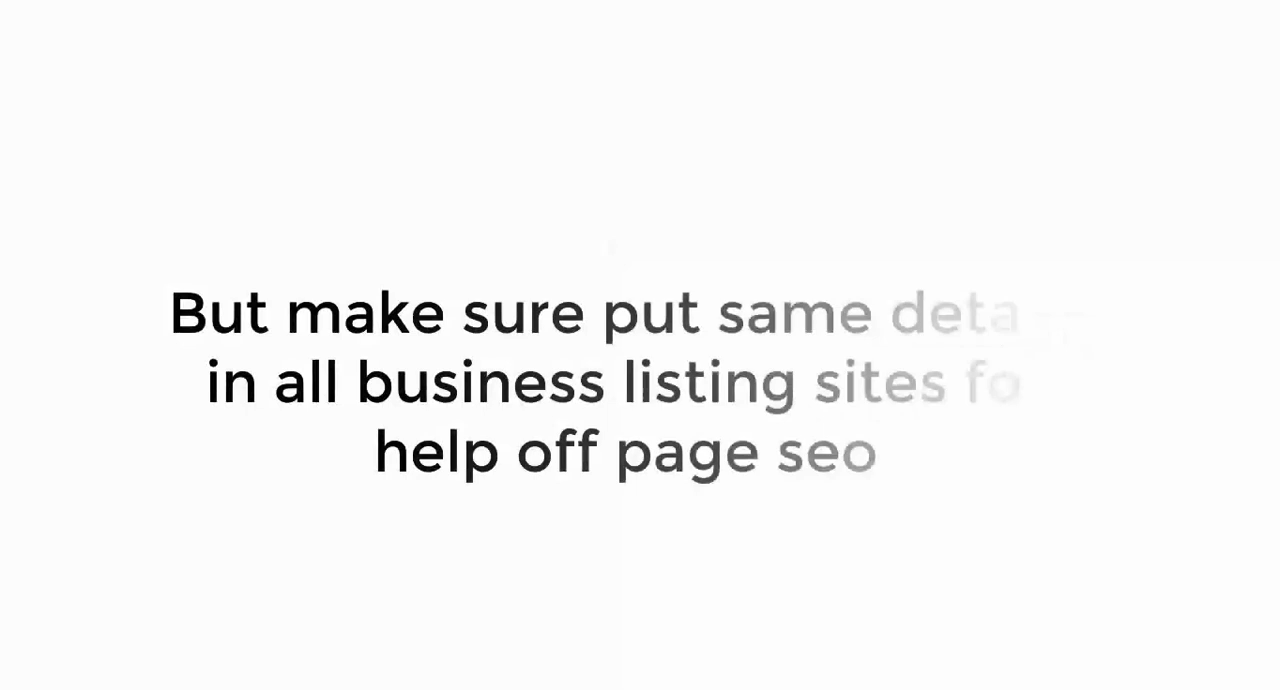 But make sure put same
in all business listing sites
help off page seo